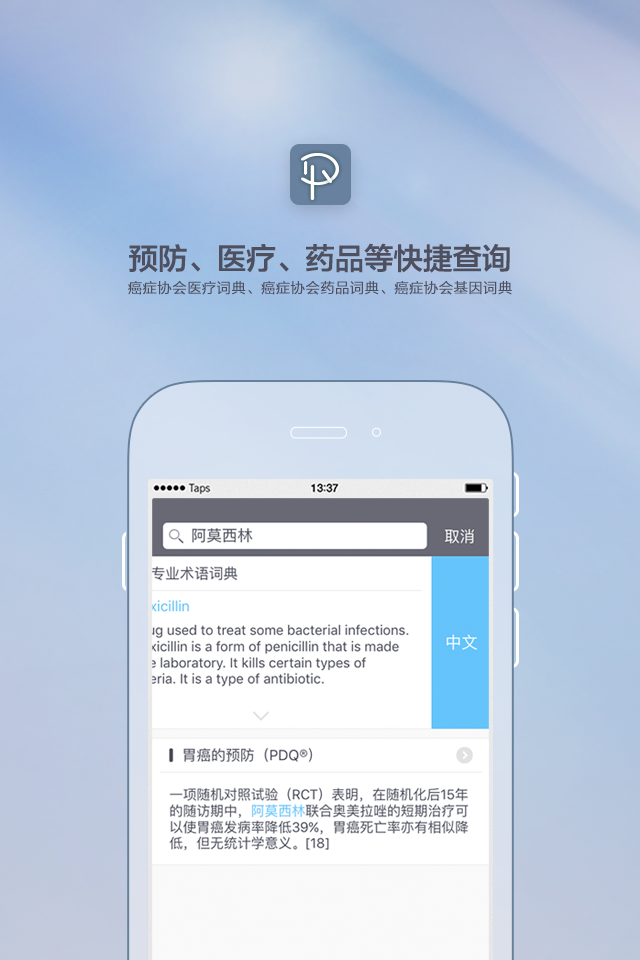 预防、医疗、药品等快捷查询
癌症协会医疗词典、癌症协会药品词典、癌症协会基因词典
Taps 13:37
阿莫西林 取消
专业术语词典
xicillin
ug used to treat some bacterial infections.
xicillin is a form of penicillin that is made
e laboratory. It kills certain types of
eria. It is a type of antibiotic.
中文
胃癌的预防（PDQ®）
一项随机对照试验（RCT）表明，在随机化后15年
的随访期中，阿莫西林联合奥美拉唑的短期治疗可
以使胃癌发病率降低39%，胃癌死亡率亦有相似降
低，但无统计学意义。[18]